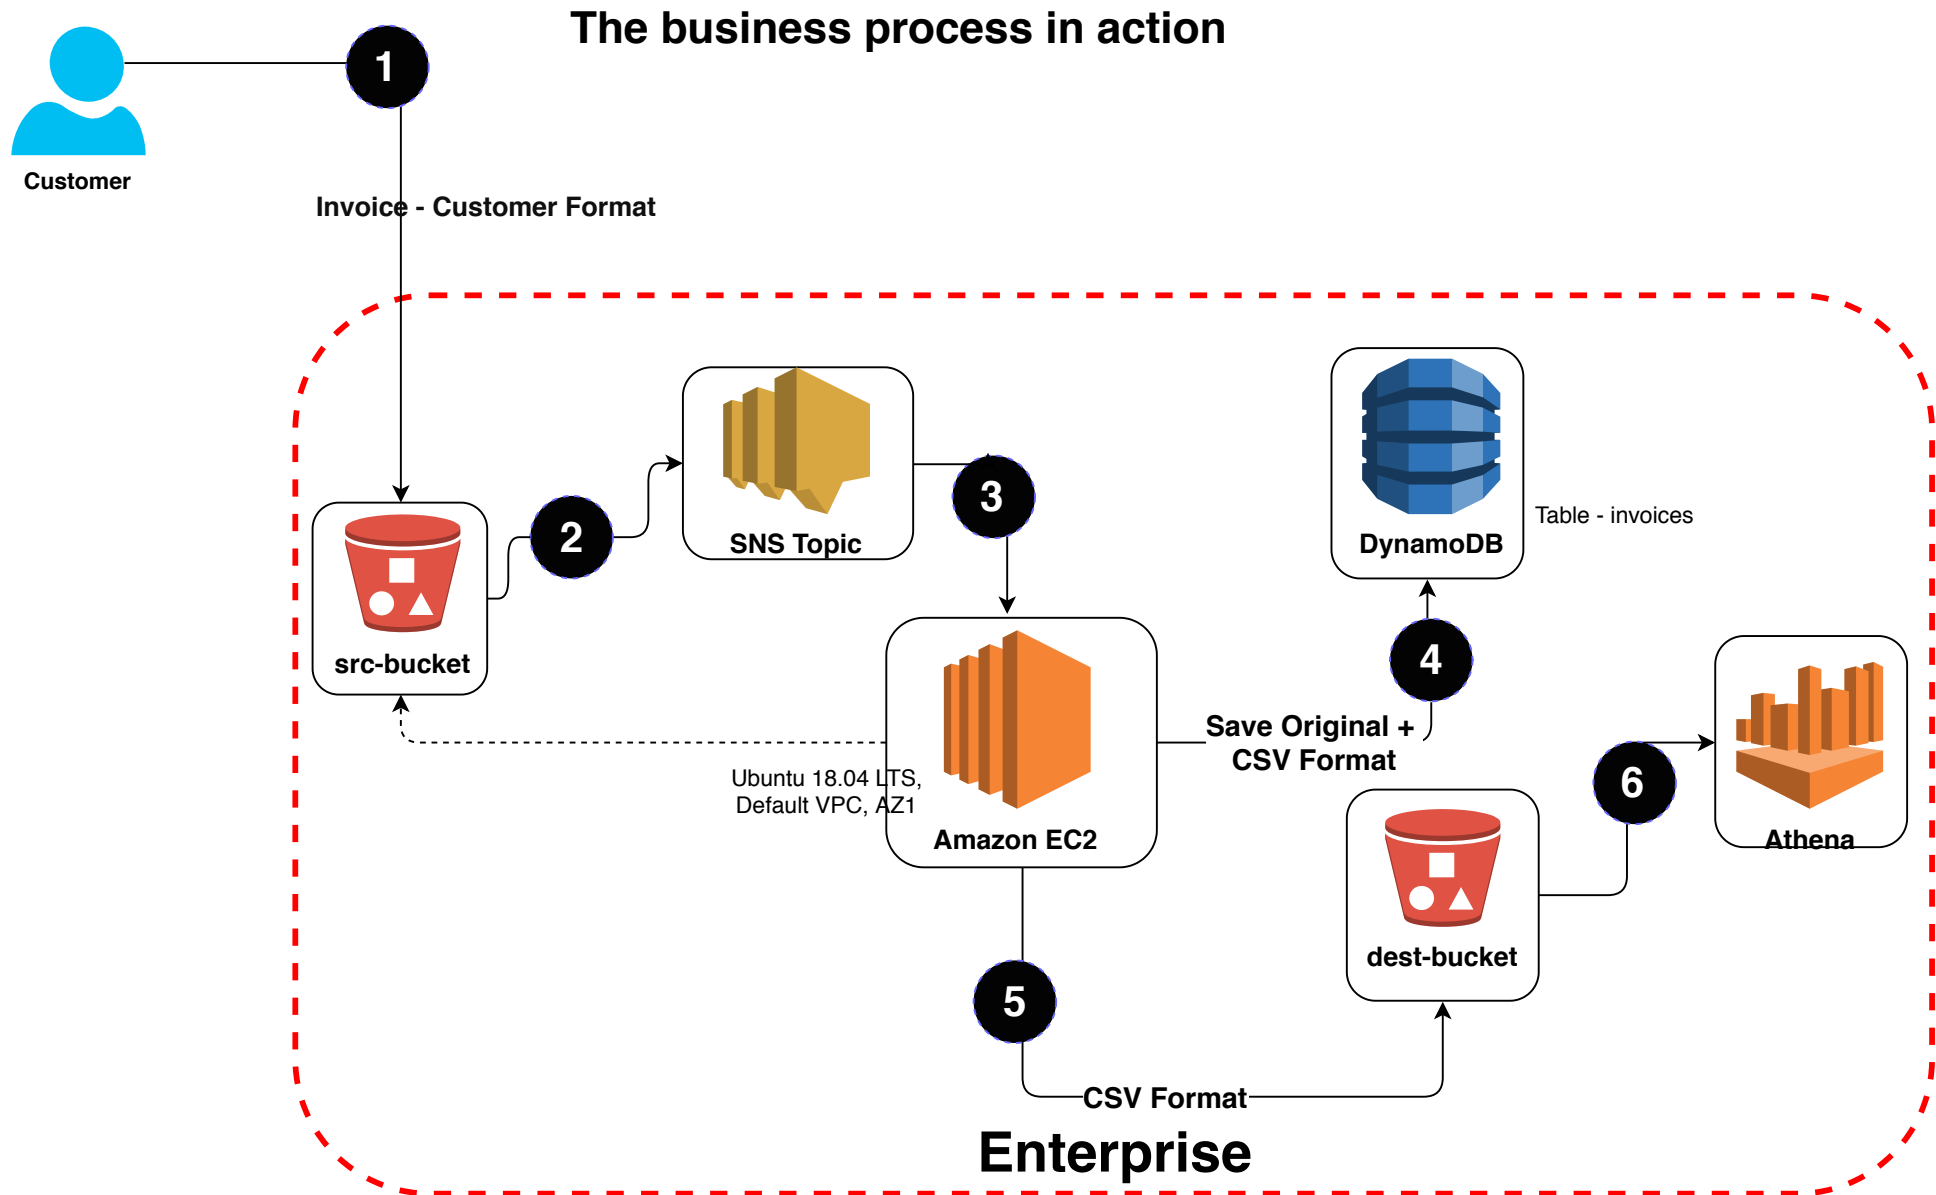 The business process in action
1
Customer
Invoice - Customer Format
SNS Topic
2
3
src-bucket
DynamoDB
Table - invoices
4
Save Original +
CSV Format
Ubuntu 18.04 LTS,
Default VPC, AZ1
Amazon EC2
6
Athena
dest-bucket
5
CSV Format
Enterprise